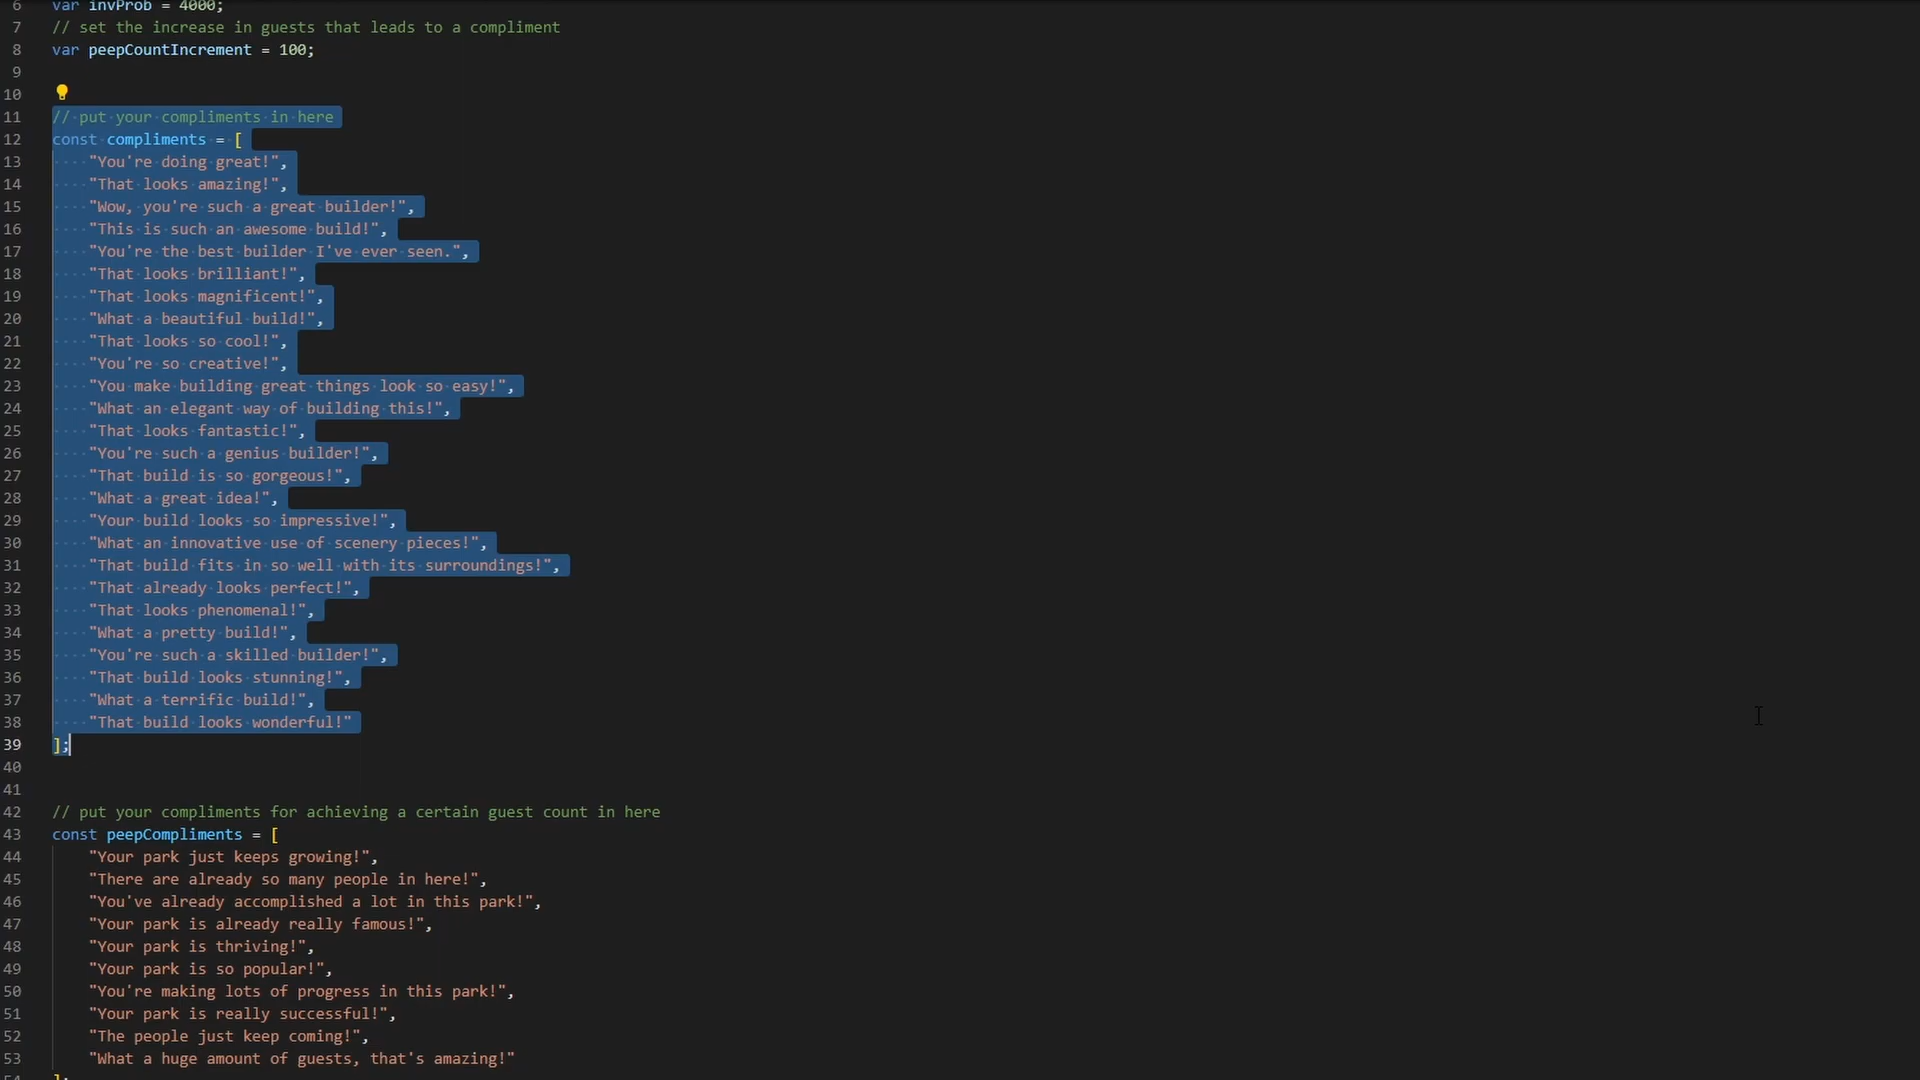 6 var invProb = 4000;
7 // set the increase in guests that leads to a compliment
8 var peepCountIncrement = 100;
9
10
11 // put your compliments in here
12 const compliments = [
13 "You're doing great!",
14 "That looks amazing!",
15 "Wow, you're such a great builder!",
16 "This is such an awesome build!",
17 "You're the best builder I've ever seen.",
18 "That looks brilliant!",
19 "That looks magnificent!",
20 "What a beautiful build!",
21 "That looks so cool!",
22 "You're so creative!",
23 "You make building great things look so easy!",
24 "What an elegant way of building this!",
25 "That looks fantastic!",
26 "You're such a genius builder!",
27 "That build is so gorgeous!",
28 "What a great idea!",
29 "Your build looks so impressive!",
30 "What an innovative use of scenery pieces!",
31 "That build fits in so well with its surroundings!",
32 "That already looks perfect!",
33 "That looks phenomenal!",
34 "What a pretty build!",
35 "You're such a skilled builder!",
36 "That build looks stunning!",
37 "What a terrific build!",
38 "That build looks wonderful!"
39 ];
40
41
42 // put your compliments for achieving a certain guest count in here
43 const peepCompliments = [
44 "Your park just keeps growing!",
45 "There are already so many people in here!",
46 "You've already accomplished a lot in this park!",
47 "Your park is already really famous!",
48 "Your park is thriving!",
49 "Your park is so popular!",
50 "You're making lots of progress in this park!",
51 "Your park is really successful!",
52 "The people just keep coming!",
53 "What a huge amount of guests, that's amazing!"
54 ];